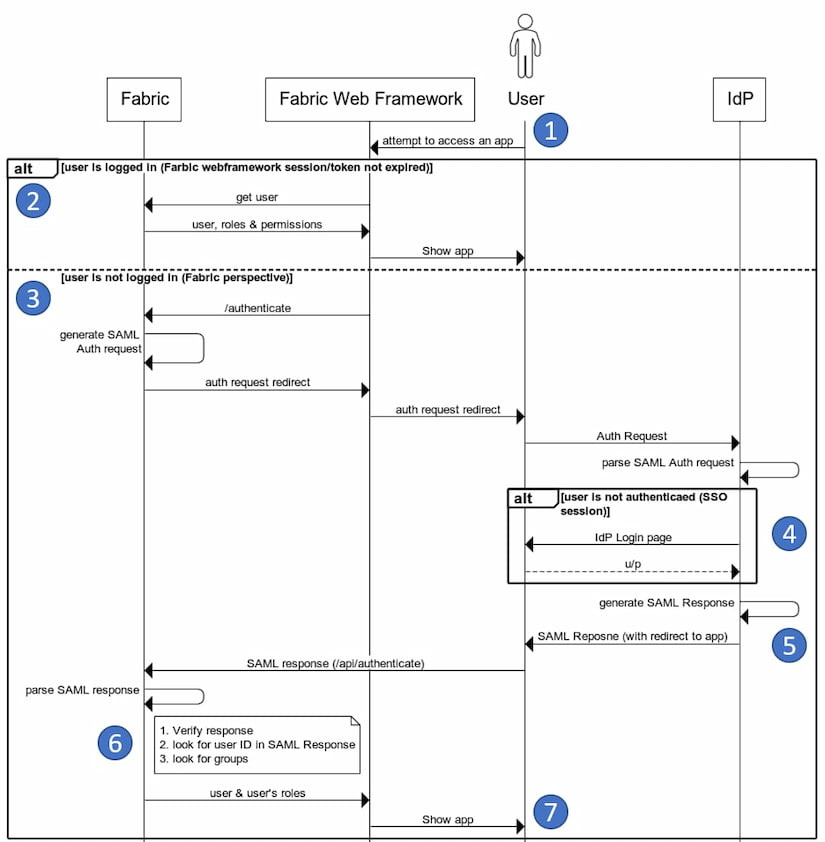 Fabric
Fabric Web Framework
User
IdP
1
attempt to access an app
alt
[user is logged in (Farbic webframework session/token not expired)]
2
get user
user, roles & permissions
Show app
[user is not logged in (Fabric perspective)]
3
/authenticate
generate SAML
Auth request
auth request redirect
auth request redirect
Auth Request
parse SAML Auth request
alt
[user is not authenticaed (SSO
session)]
4
IdP Login page
u/p
generate SAML Response
SAML Reposne (with redirect to app)
5
SAML response (/api/authenticate)
parse SAML response
6
1. Verify response
2. look for user ID in SAML Response
3. look for groups
user & user's roles
Show app
7